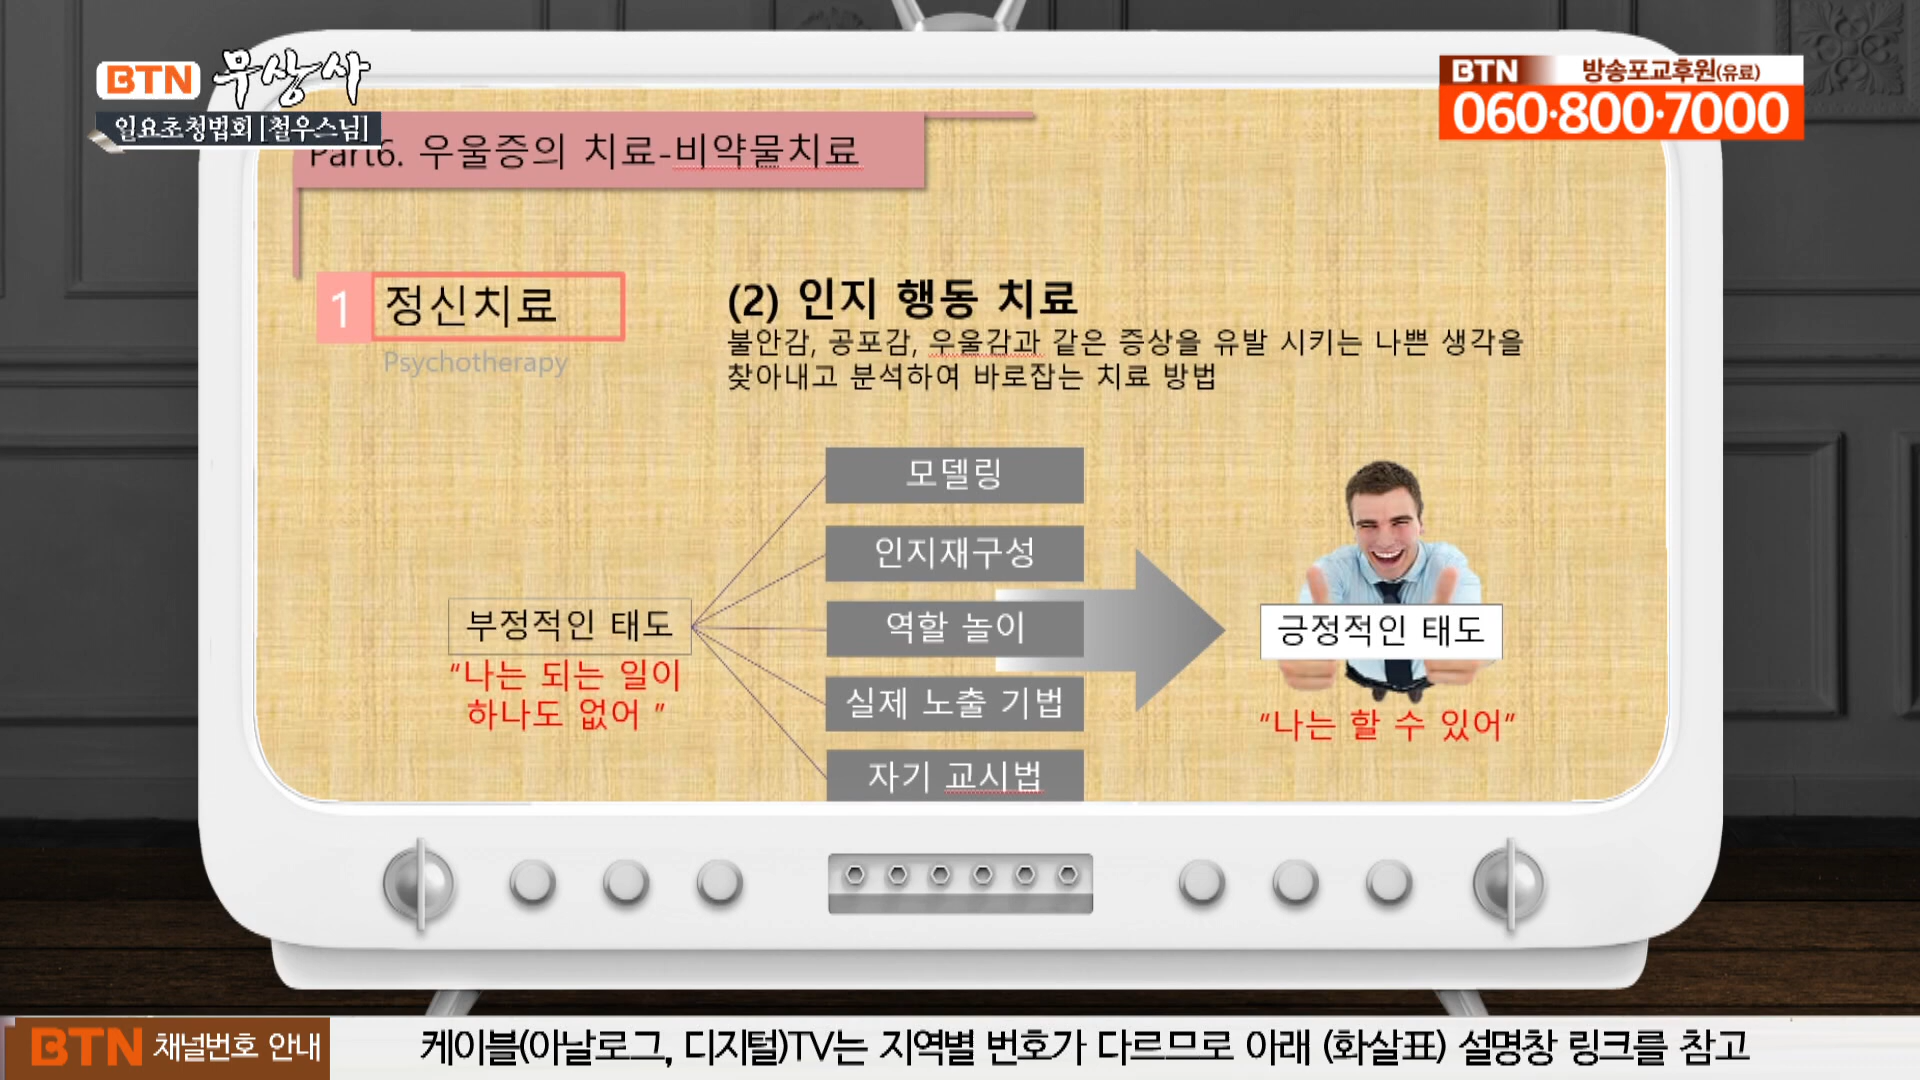 BTN 무상사
일요초청법회 [철우스님]
BTN 방송포교후원(유료)
060·800·7000
Part6. 우울증의 치료-비약물치료
1 정신치료
Psychotherapy
(2) 인지 행동 치료
불안감, 공포감, 우울감과 같은 증상을 유발 시키는 나쁜 생각을
찾아내고 분석하여 바로잡는 치료 방법
부정적인 태도
“나는 되는 일이
하나도 없어 ”
모델링
인지재구성
역할 놀이
실제 노출 기법
자기 교시법
긍정적인 태도
“나는 할 수 있어”
BTN 채널번호 안내
케이블(아날로그, 디지털)TV는 지역별 번호가 다르므로 아래 (화살표) 설명창 링크를 참고